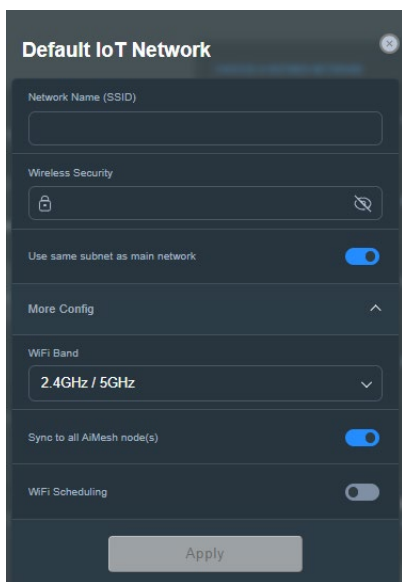 Default IoT Network
Network Name (SSID)
Wireless Security
Use same subnet as main network
More Config
WiFi Band
2.4GHz / 5GHz
Sync to all AiMesh node(s)
WiFi Scheduling
Apply